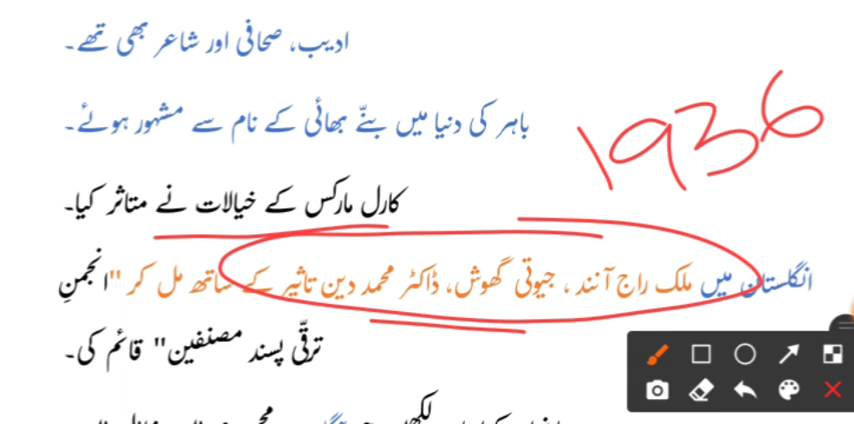 ادیب، صحافی اور شاعر بھی تھے۔
1936
باہر کی دنیا میں بنّے بھائی کے نام سے مشہور ہوئے۔
کارل مارکس کے خیالات نے متاثر کیا۔
انگلستان میں ملک راج آنند ، جیوتی گھوش، ڈاکٹر محمد دین تاثیر کے ساتھ مل کر "انجمنِ
ترقّی پسند مصنفین" قائم کی۔